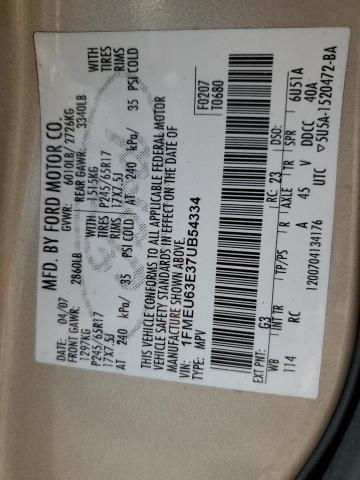 MFD. BY FORD MOTOR CO.
DATE: 04/07 GVWR: 6010LB/ 2726KG
FRONT GAWR: 2860LB REAR GAWR: 3340LB
1297KG 1515KG WITH
P245/65R17 P245/65R17 TIRES
17X7.5J 17X7.5J RIMS
AT 240 kPa/ 35 PSI COLD AT 240 kPa/ 35 PSI COLD
WITH
TIRES
RIMS
THIS VEHICLE CONFORMS TO ALL APPLICABLE FEDERAL MOTOR
VEHICLE SAFETY STANDARDS IN EFFECT ON THE DATE OF
MANUFACTURE SHOWN ABOVE.
VIN: 1FMEU63E37UB54334
TYPE: MPV
F0207
T0680
EXT PNT: G3 RC: 23 DSO:
WB INT TR TP/PS R AXLE TR SPR 6U51A
114 RC A 45 V DDCC 40A
UTC
1200704134176 5U5A-1520472-BA